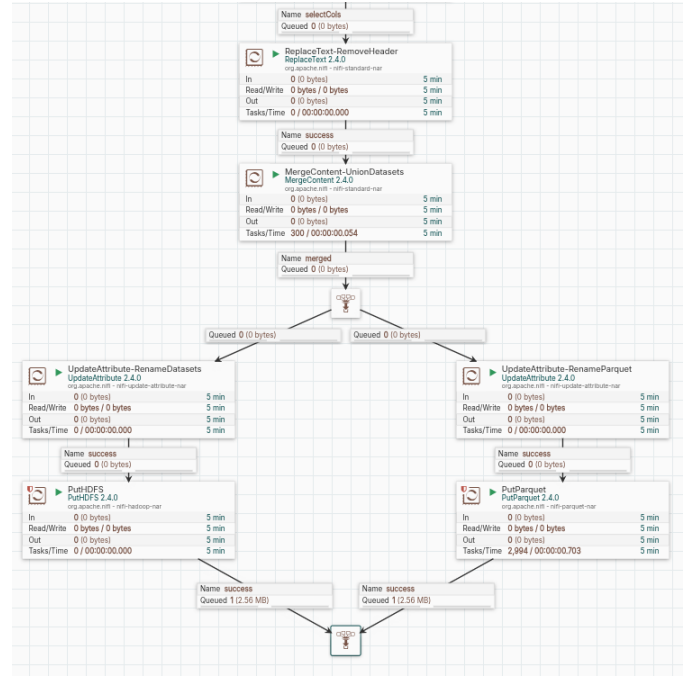 Name selectCols
Queued 0 (0 bytes)
ReplaceText-RemoveHeader
ReplaceText 2.4.0
org.apache.nifi - nifi-standard-nar
In 0 (0 bytes) 5 min
Read/Write 0 bytes / 0 bytes 5 min
Out 0 (0 bytes) 5 min
Tasks/Time 0 / 00:00:00.000 5 min
Name success
Queued 0 (0 bytes)
MergeContent-UnionDatasets
MergeContent 2.4.0
org.apache.nifi - nifi-standard-nar
In 0 (0 bytes) 5 min
Read/Write 0 bytes / 0 bytes 5 min
Out 0 (0 bytes) 5 min
Tasks/Time 300 / 00:00:00.054 5 min
Name merged
Queued 0 (0 bytes)
Queued 0 (0 bytes)
Queued 0 (0 bytes)
UpdateAttribute-RenameDatasets
UpdateAttribute 2.4.0
org.apache.nifi - nifi-update-attribute-nar
In 0 (0 bytes) 5 min
Read/Write 0 bytes / 0 bytes 5 min
Out 0 (0 bytes) 5 min
Tasks/Time 0 / 00:00:00.000 5 min
UpdateAttribute-RenameParquet
UpdateAttribute 2.4.0
org.apache.nifi - nifi-update-attribute-nar
In 0 (0 bytes) 5 min
Read/Write 0 bytes / 0 bytes 5 min
Out 0 (0 bytes) 5 min
Tasks/Time 0 / 00:00:00.000 5 min
Name success
Queued 0 (0 bytes)
Name success
Queued 0 (0 bytes)
PutHDFS
PutHDFS 2.4.0
org.apache.nifi - nifi-hadoop-nar
In 0 (0 bytes) 5 min
Read/Write 0 bytes / 0 bytes 5 min
Out 0 (0 bytes) 5 min
Tasks/Time 0 / 00:00:00.000 5 min
PutParquet
PutParquet 2.4.0
org.apache.nifi - nifi-parquet-nar
In 0 (0 bytes) 5 min
Read/Write 0 bytes / 0 bytes 5 min
Out 0 (0 bytes) 5 min
Tasks/Time 2,994 / 00:00:00.703 5 min
Name success
Queued 1 (2.56 MB)
Name success
Queued 1 (2.56 MB)